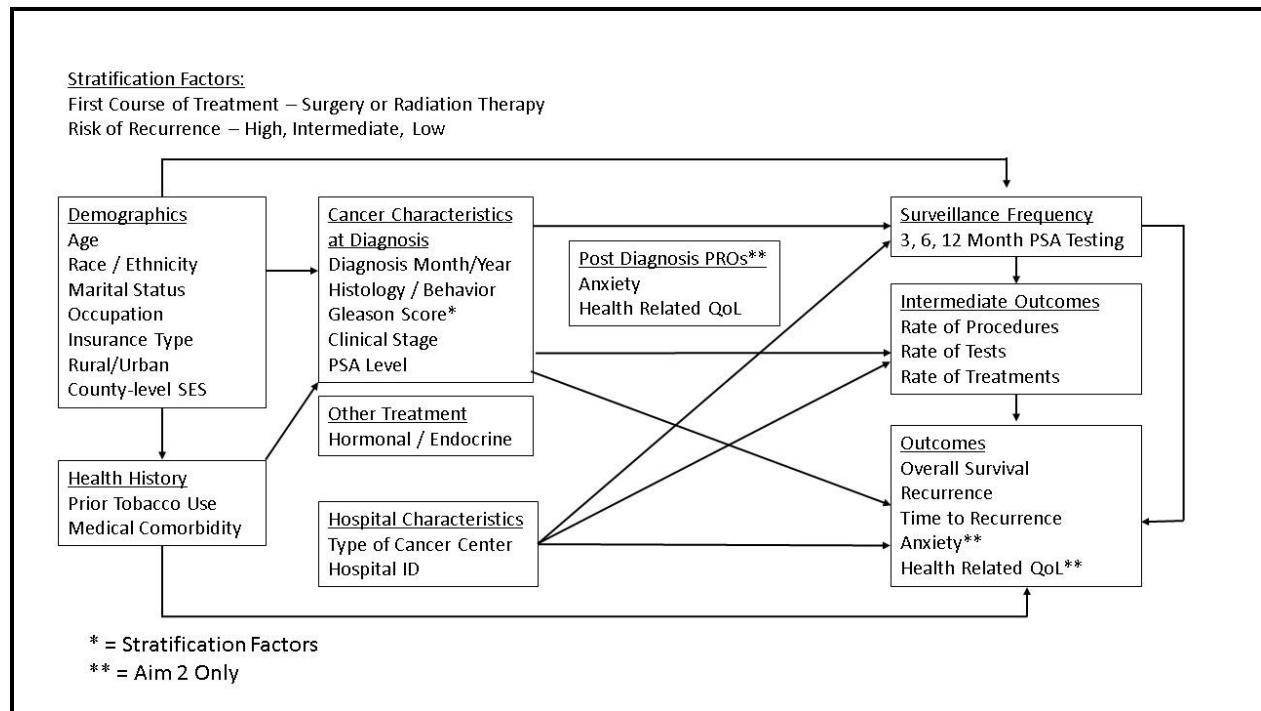 Stratification Factors:
First Course of Treatment – Surgery or Radiation Therapy
Risk of Recurrence – High, Intermediate, Low
Demographics
Age
Race / Ethnicity
Marital Status
Occupation
Insurance Type
Rural/Urban
County-level SES
Health History
Prior Tobacco Use
Medical Comorbidity
Cancer Characteristics
at Diagnosis
Diagnosis Month/Year
Histology / Behavior
Gleason Score*
Clinical Stage
PSA Level
Other Treatment
Hormonal / Endocrine
Hospital Characteristics
Type of Cancer Center
Hospital ID
Post Diagnosis PROs**
Anxiety
Health Related QoL
Surveillance Frequency
3, 6, 12 Month PSA Testing
Intermediate Outcomes
Rate of Procedures
Rate of Tests
Rate of Treatments
Outcomes
Overall Survival
Recurrence
Time to Recurrence
Anxiety**
Health Related QoL**
* = Stratification Factors
** = Aim 2 Only